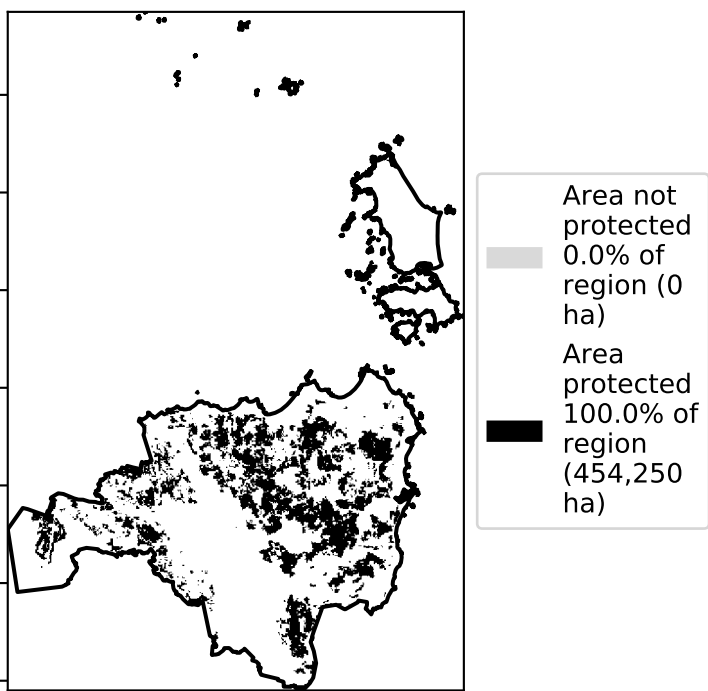 Area not
protected
0.0% of
region (0
ha)
Area
protected
100.0% of
region
(454,250
ha)